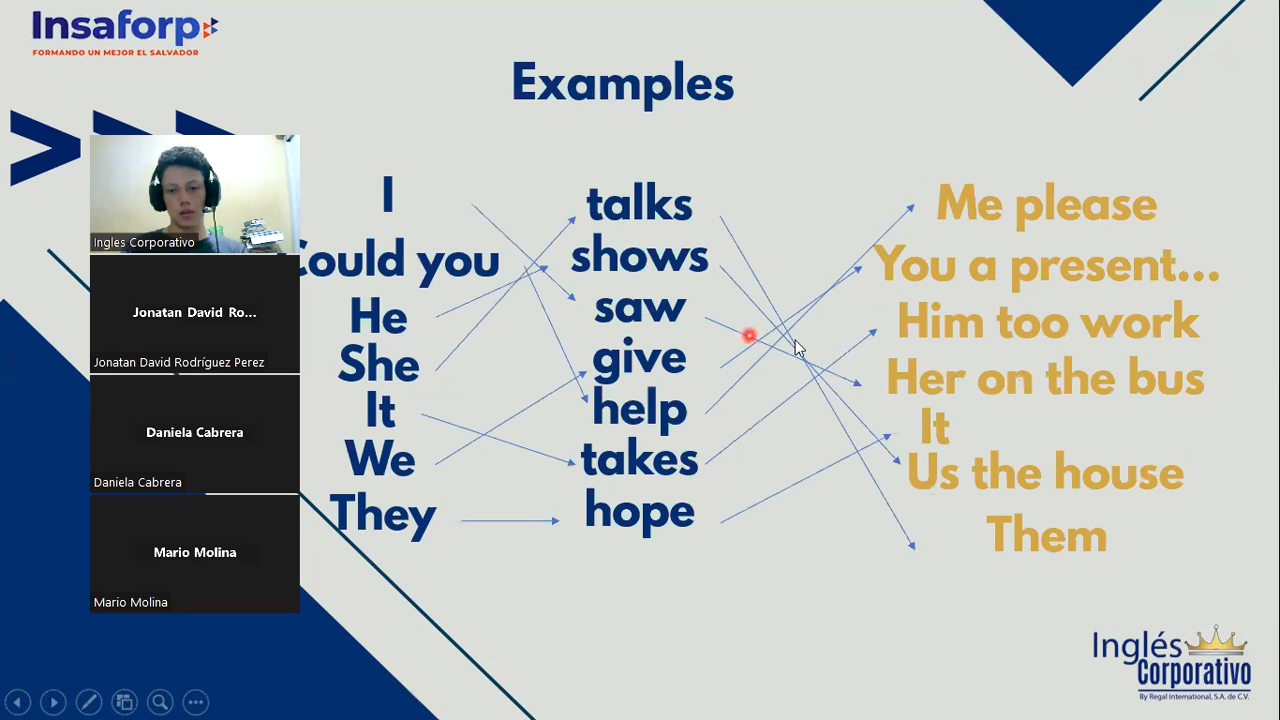 Insaforp
FORMANDO UN MEJOR EL SALVADOR
Examples
I
Could you
He
She
It
We
They
talks
shows
saw
give
help
takes
hope
Me please
You a present...
Him too work
Her on the bus
It
Us the house
Them
Ingles Corporativo
Jonatan David Ro...
Jonatan David Rodríguez Perez
Daniela Cabrera
Daniela Cabrera
Mario Molina
Mario Molina
Inglés
Corporativo
By Regal International, S.A. de C.V.